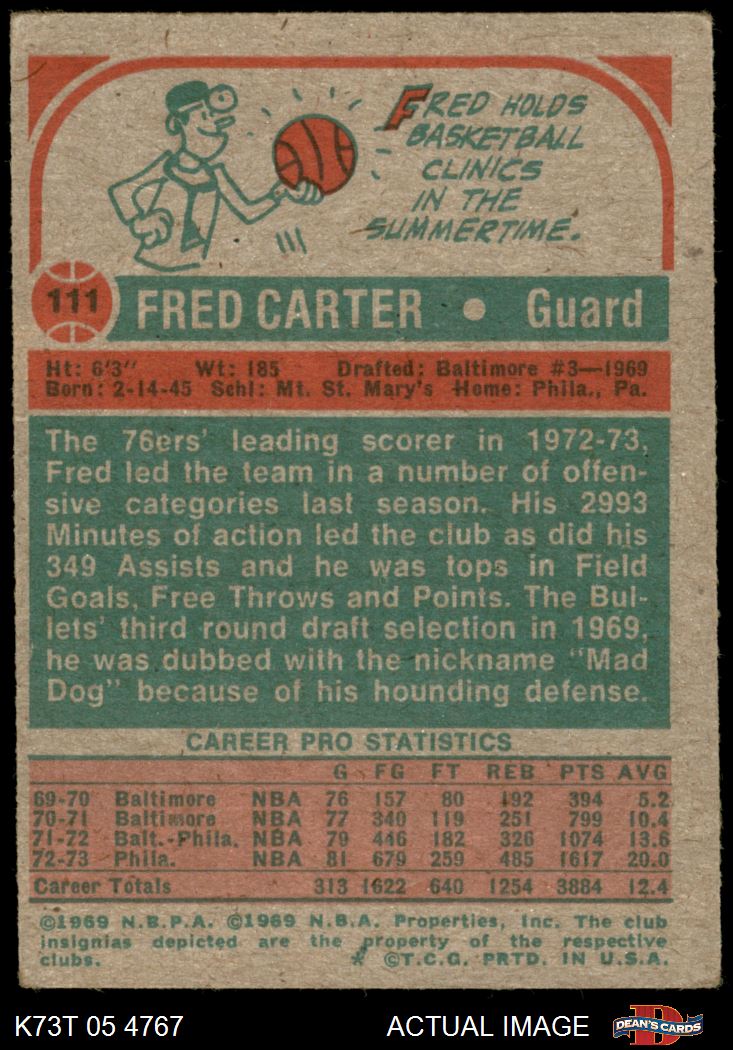 FRED HOLDS
BASKETBALL
CLINICS
IN THE
SUMMERTIME.
111 FRED CARTER • Guard
Ht: 6'3" Wt: 185 Drafted: Baltimore #3—1969
Born: 2-14-45 Schl: Mt. St. Mary's Home: Phila., Pa.
The 76ers' leading scorer in 1972-73,
Fred led the team in a number of offen-
sive categories last season. His 2993
Minutes of action led the club as did his
349 Assists and he was tops in Field
Goals, Free Throws and Points. The Bul-
lets' third round draft selection in 1969,
he was dubbed with the nickname "Mad
Dog" because of his hounding defense.
CAREER PRO STATISTICS
G FG FT REB PTS AVG
69-70 Baltimore NBA 76 157 80 192 394 5.2
70-71 Baltimore NBA 77 340 119 251 799 10.4
71-72 Balt.-Phila. NBA 79 446 182 326 1074 13.6
72-73 Phila. NBA 81 679 259 485 1617 20.0
Career Totals 313 1622 640 1254 3884 12.4
©1969 N.B.P.A. ©1969 N.B.A. Properties, Inc. The club
insignias depicted are the property of the respective
clubs. * ©T.C.G. PRTD. IN U.S.A.
K73T 05 4767 ACTUAL IMAGE DEAN'S CARDS